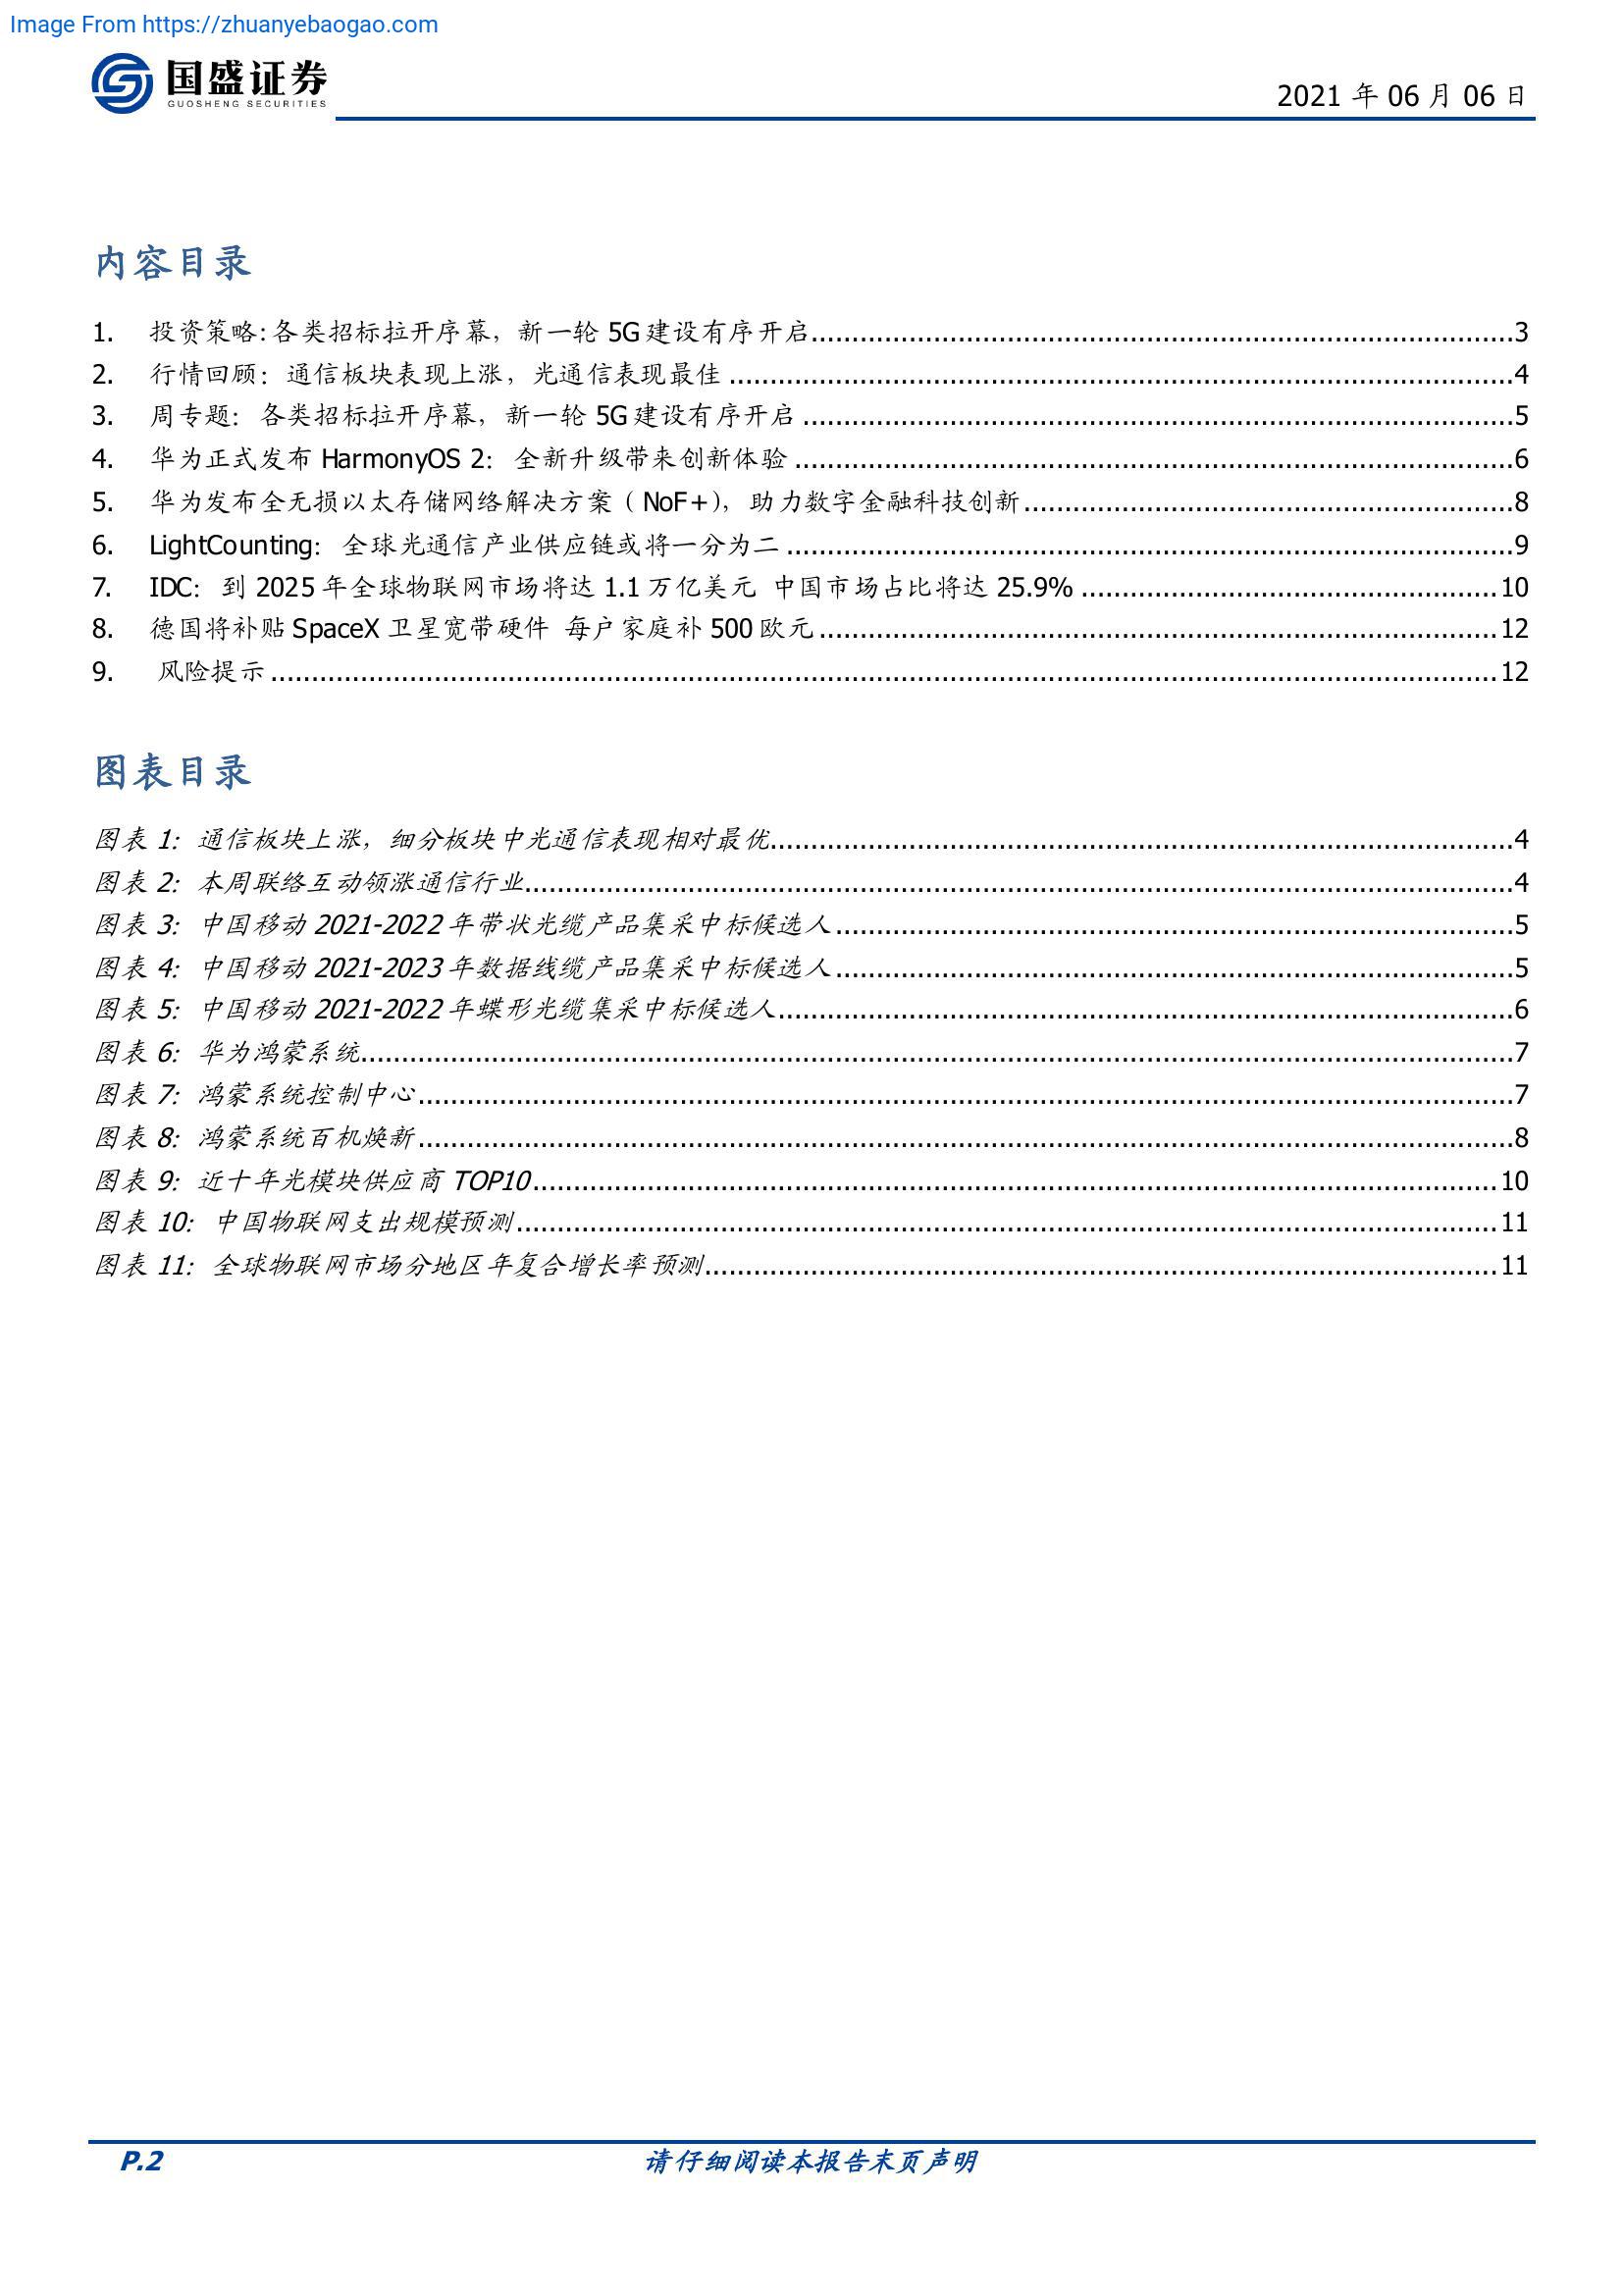 Image From https://zhuanyebaogao.com
国盛证券
GUOSHENG SECURITIES
2021 年 06 月 06 日
内容目录
1. 投资策略:各类招标拉开序幕，新一轮 5G 建设有序开启........3
2. 行情回顾：通信板块表现上涨，光通信表现最佳........4
3. 周专题：各类招标拉开序幕，新一轮 5G 建设有序开启........5
4. 华为正式发布 HarmonyOS 2：全新升级带来创新体验........6
5. 华为发布全无损以太存储网络解决方案（NoF+），助力数字金融科技创新........8
6. LightCounting：全球光通信产业供应链或将一分为二........9
7. IDC：到 2025 年全球物联网市场将达 1.1 万亿美元 中国市场占比将达 25.9%........10
8. 德国将补贴 SpaceX 卫星宽带硬件 每户家庭补 500 欧元........12
9. 风险提示........12
图表目录
图表 1：通信板块上涨，细分板块中光通信表现相对最优........4
图表 2：本周联络互动领涨通信行业........4
图表 3：中国移动 2021-2022 年带状光缆产品集采中标候选人........5
图表 4：中国移动 2021-2023 年数据线缆产品集采中标候选人........5
图表 5：中国移动 2021-2022 年蝶形光缆集采中标候选人........6
图表 6：华为鸿蒙系统........7
图表 7：鸿蒙系统控制中心........7
图表 8：鸿蒙系统百机焕新........8
图表 9：近十年光模块供应商 TOP10........10
图表 10：中国物联网支出规模预测........11
图表 11：全球物联网市场分地区年复合增长率预测........11
P.2
请仔细阅读本报告末页声明